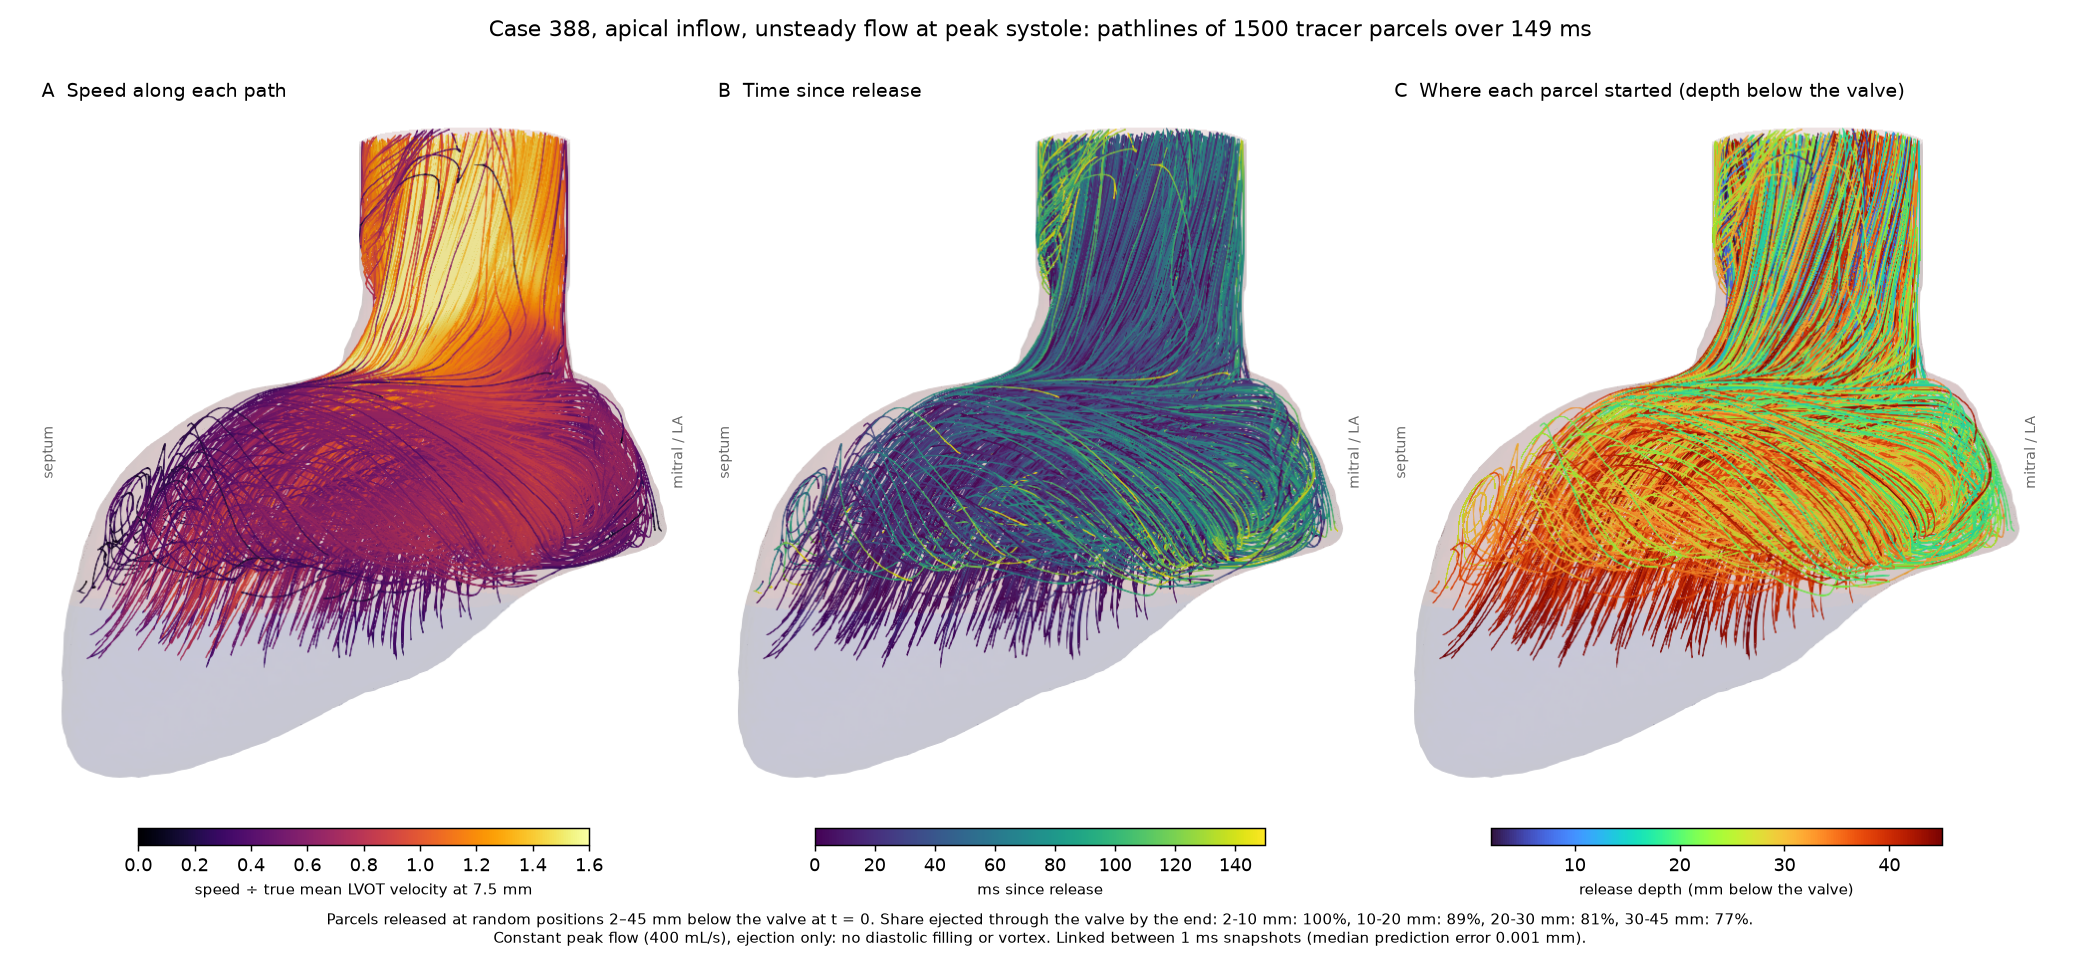 Case 388, apical inflow, unsteady flow at peak systole: pathlines of 1500 tracer parcels over 149 ms
A Speed along each path
B Time since release
C Where each parcel started (depth below the valve)
septum
mitral / LA
septum
mitral / LA
septum
mitral / LA
0.0 0.2 0.4 0.6 0.8 1.0 1.2 1.4 1.6
speed ÷ true mean LVOT velocity at 7.5 mm
0 20 40 60 80 100 120 140
ms since release
10 20 30 40
release depth (mm below the valve)
Parcels released at random positions 2–45 mm below the valve at t = 0. Share ejected through the valve by the end: 2-10 mm: 100%, 10-20 mm: 89%, 20-30 mm: 81%, 30-45 mm: 77%.
Constant peak flow (400 mL/s), ejection only: no diastolic filling or vortex. Linked between 1 ms snapshots (median prediction error 0.001 mm).